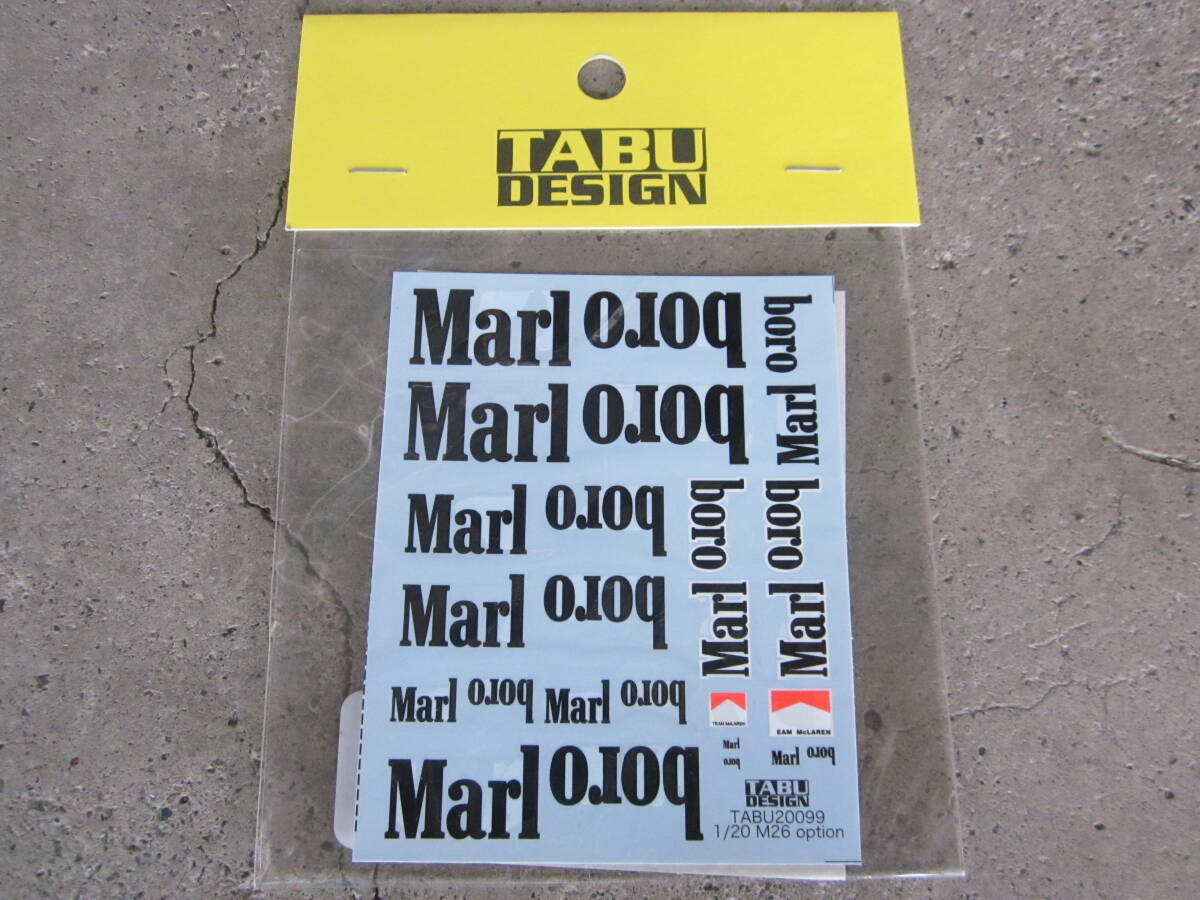 TABU
DESIGN
Marl boro
Marl boro
Marl boro
Marl boro
Marl boro Marl boro
Marl boro
boro
Marl
boro
Marl
boro
Marl
TEAM McLAREN
EAM McLAREN
Marl
boro
Marl boro
TABU
DESIGN
TABU20099
1/20 M26 option